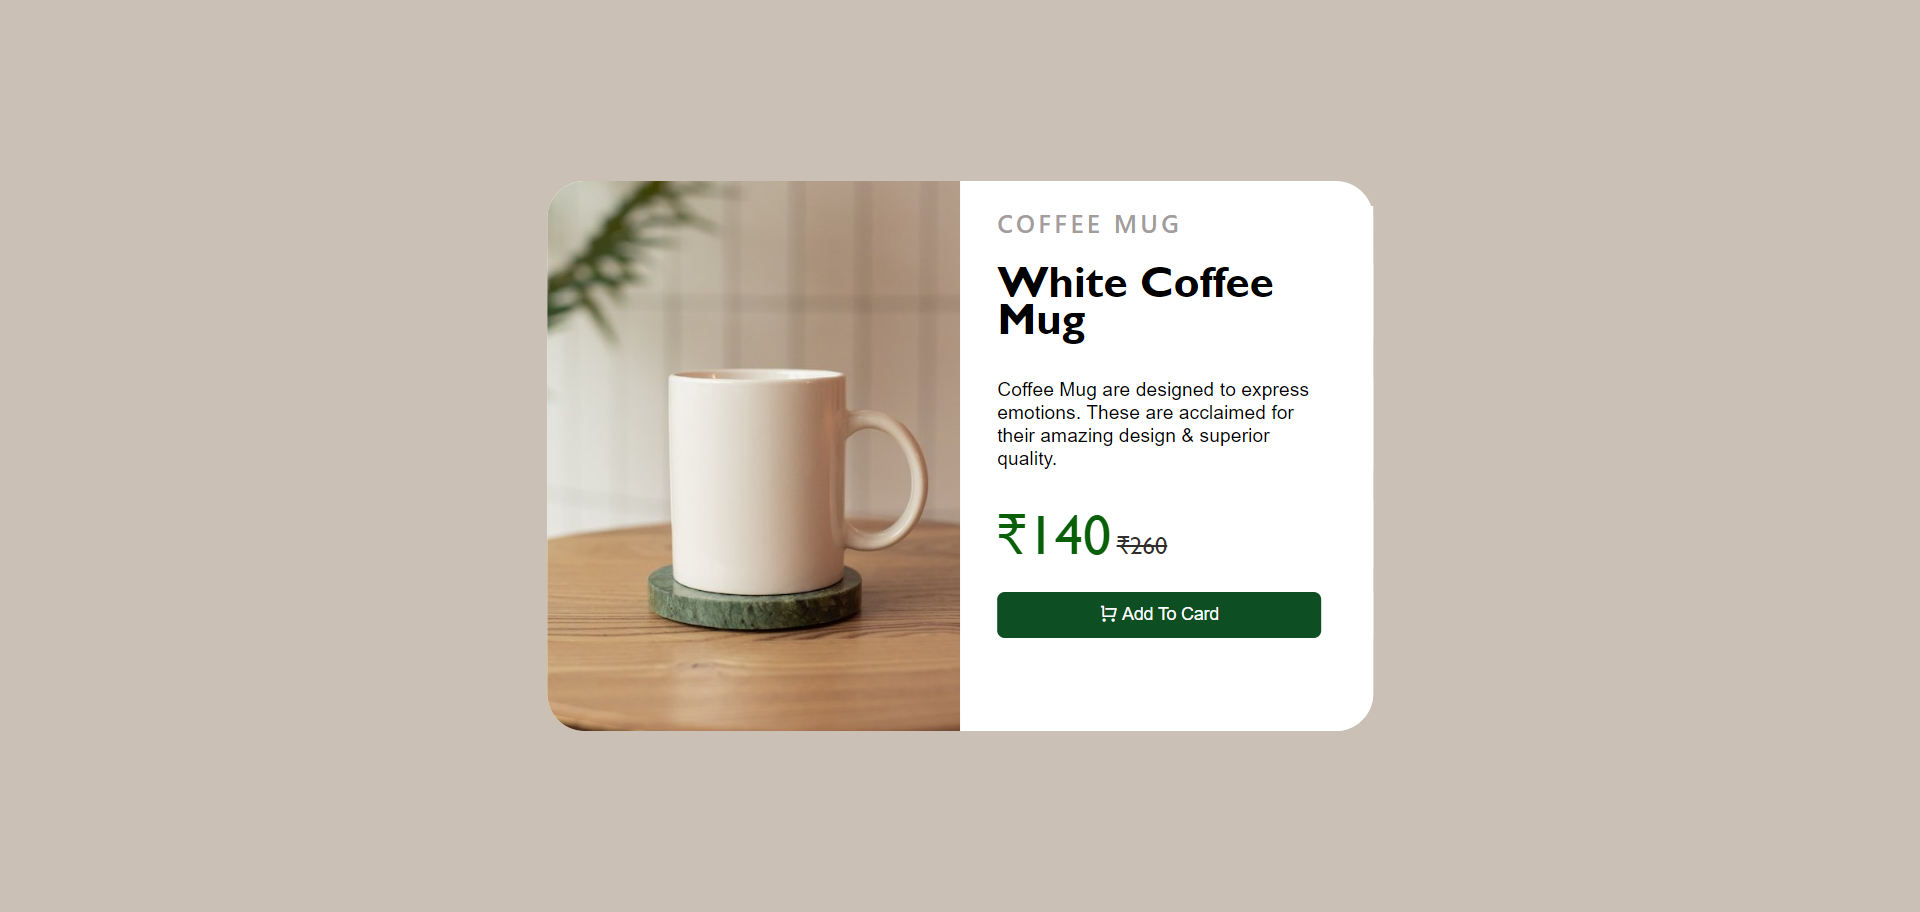 COFFEE MUG
White Coffee
Mug
Coffee Mug are designed to express
emotions. These are acclaimed for
their amazing design & superior
quality.
₹140 ₹260
Add To Card